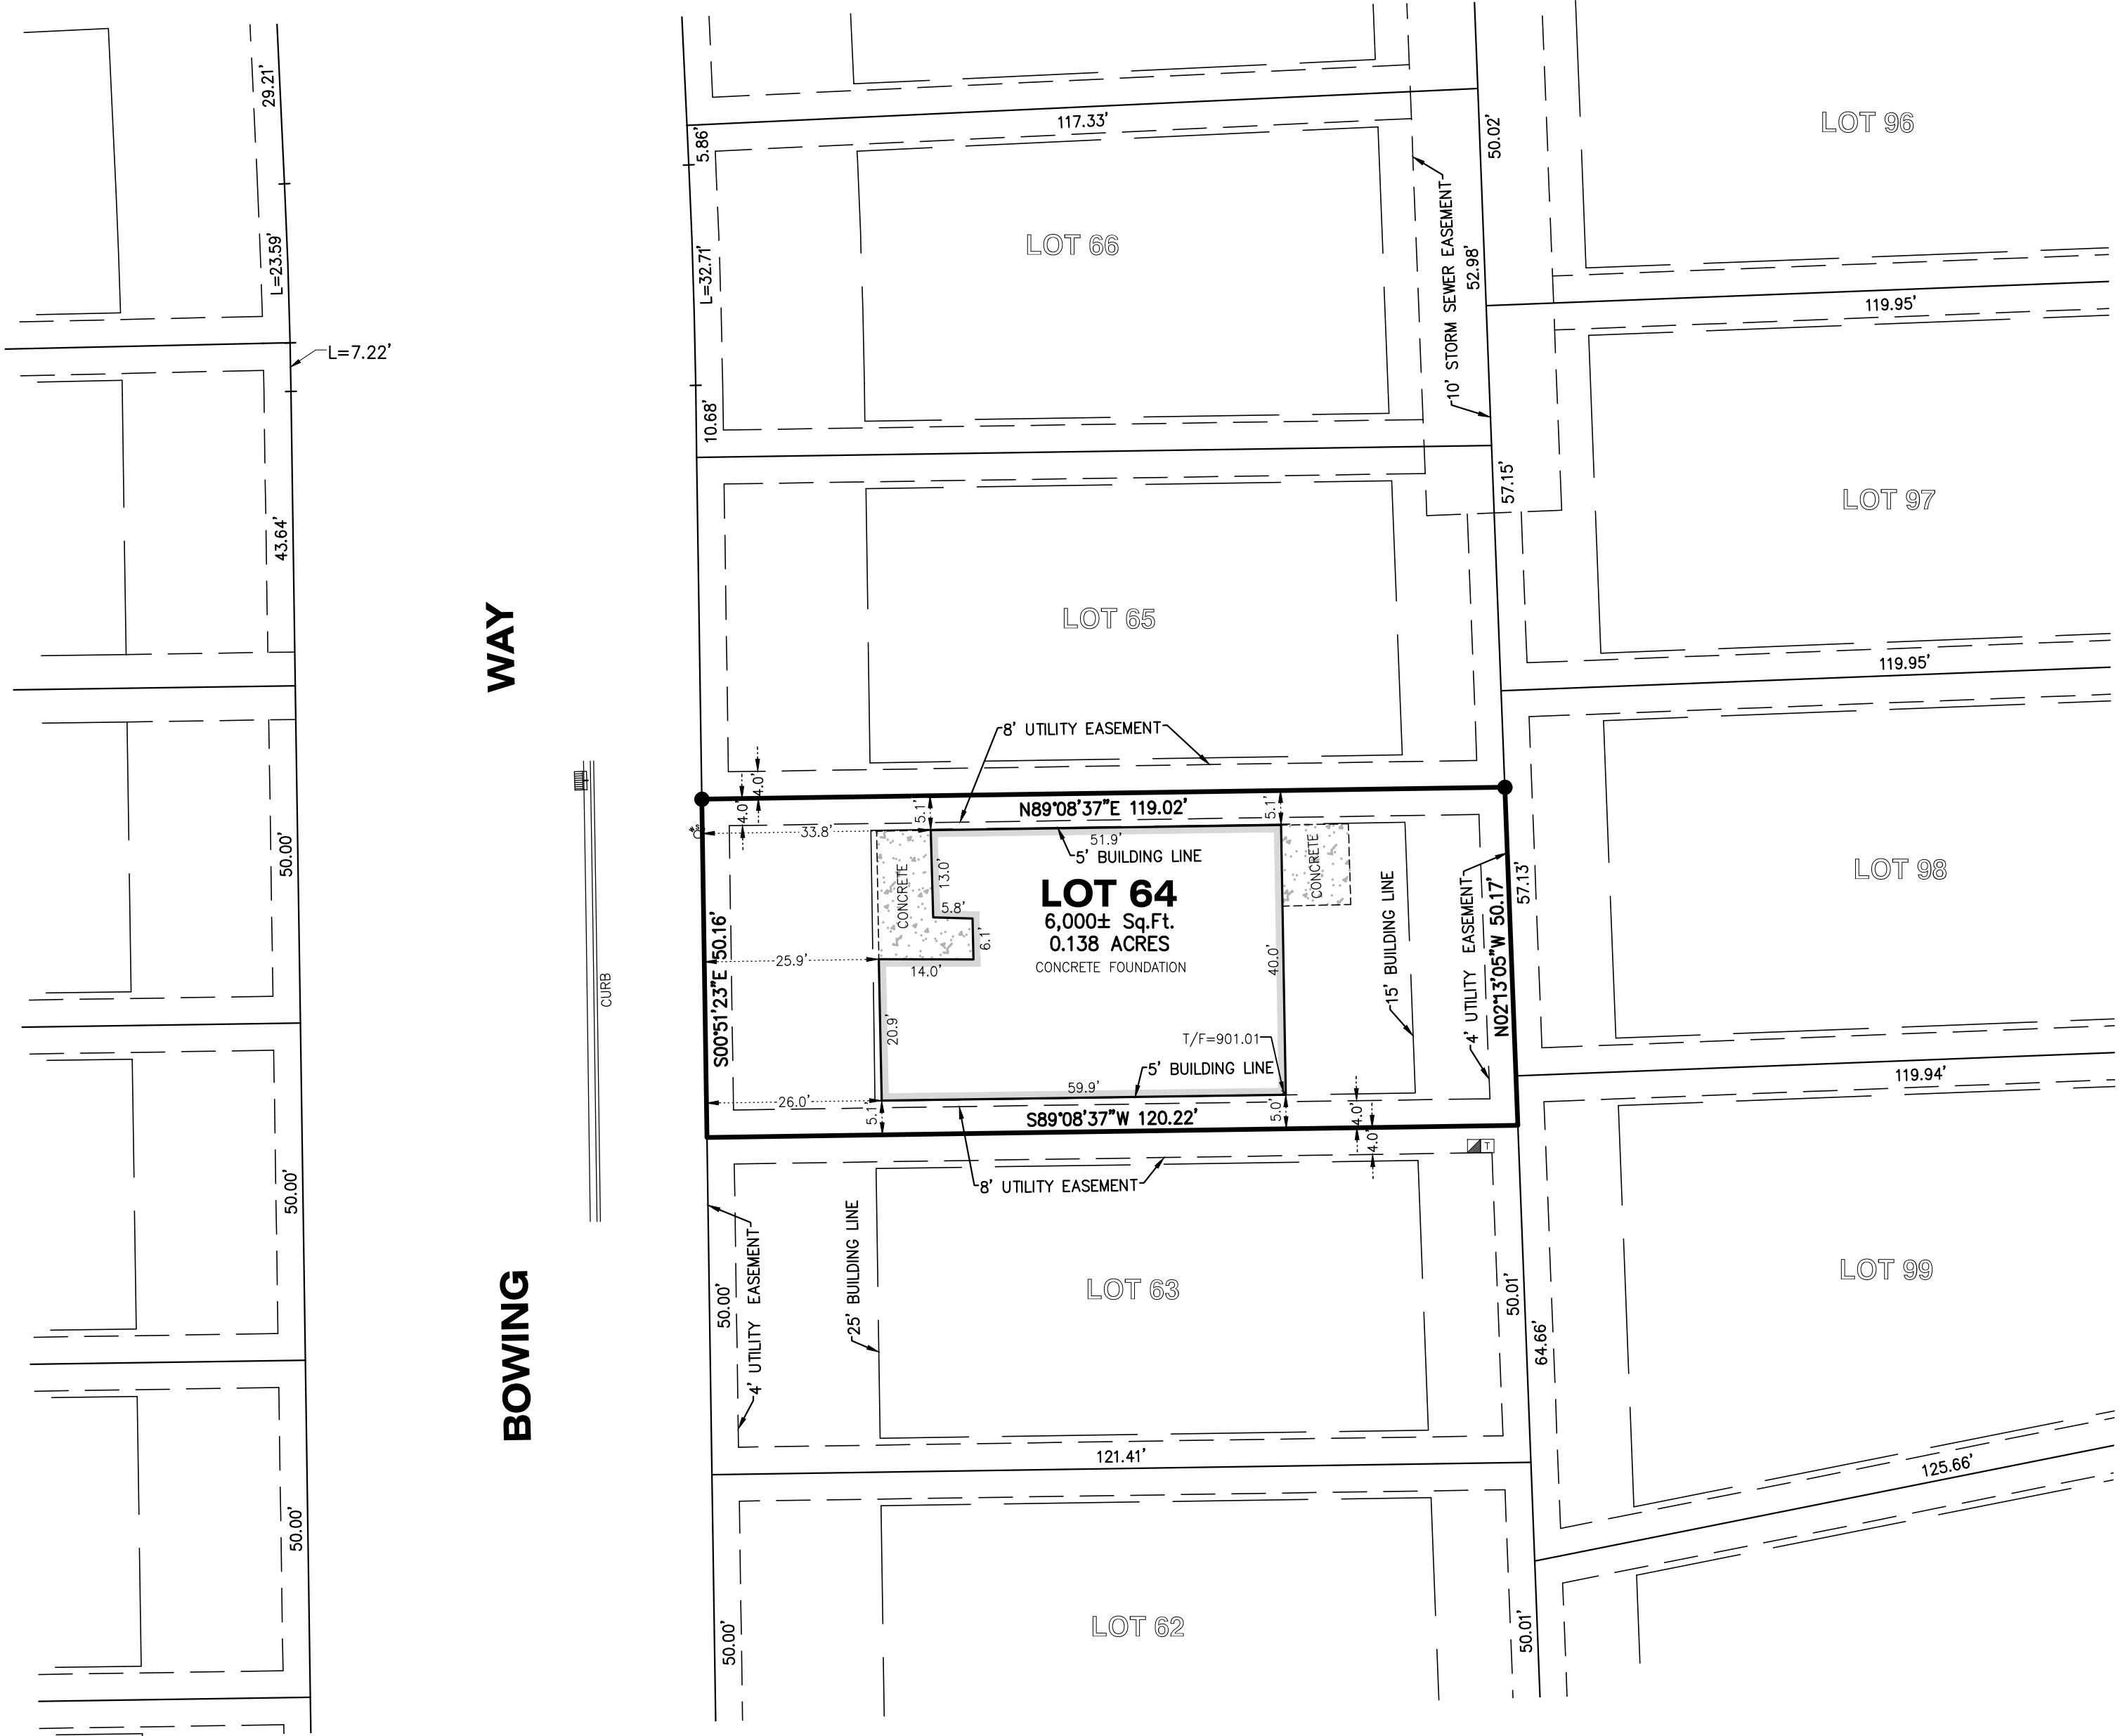 29.21'
L=23.59'
L=7.22'
43.64'
50.00'
50.00'
50.00'
WAY
BOWING
CURB
117.33'
5.86'
L=32.71'
10.68'
LOT 66
10' STORM SEWER EASEMENT
50.02'
52.98'
57.15'
LOT 96
119.95'
LOT 97
119.95'
LOT 65
8' UTILITY EASEMENT
4.0'
4.0'
5.1'
N89°08'37"E 119.02'
5.1'
33.8'
51.9'
5' BUILDING LINE
CONCRETE
13.0'
5.8'
6.1'
14.0'
25.9'
LOT 64
6,000± Sq.Ft.
0.138 ACRES
CONCRETE FOUNDATION
CONCRETE
40.0'
15' BUILDING LINE
4' UTILITY EASEMENT
N02°13'05"W 50.17'
57.13'
S00°51'23"E 50.16'
20.9'
T/F=901.01
5' BUILDING LINE
59.9'
26.0'
5.1'
S89°08'37"W 120.22'
5.0'
4.0'
4.0'
T
8' UTILITY EASEMENT
LOT 98
119.94'
50.00'
4' UTILITY EASEMENT
25' BUILDING LINE
LOT 63
50.01'
64.66'
LOT 99
121.41'
125.66'
50.00'
LOT 62
50.01'